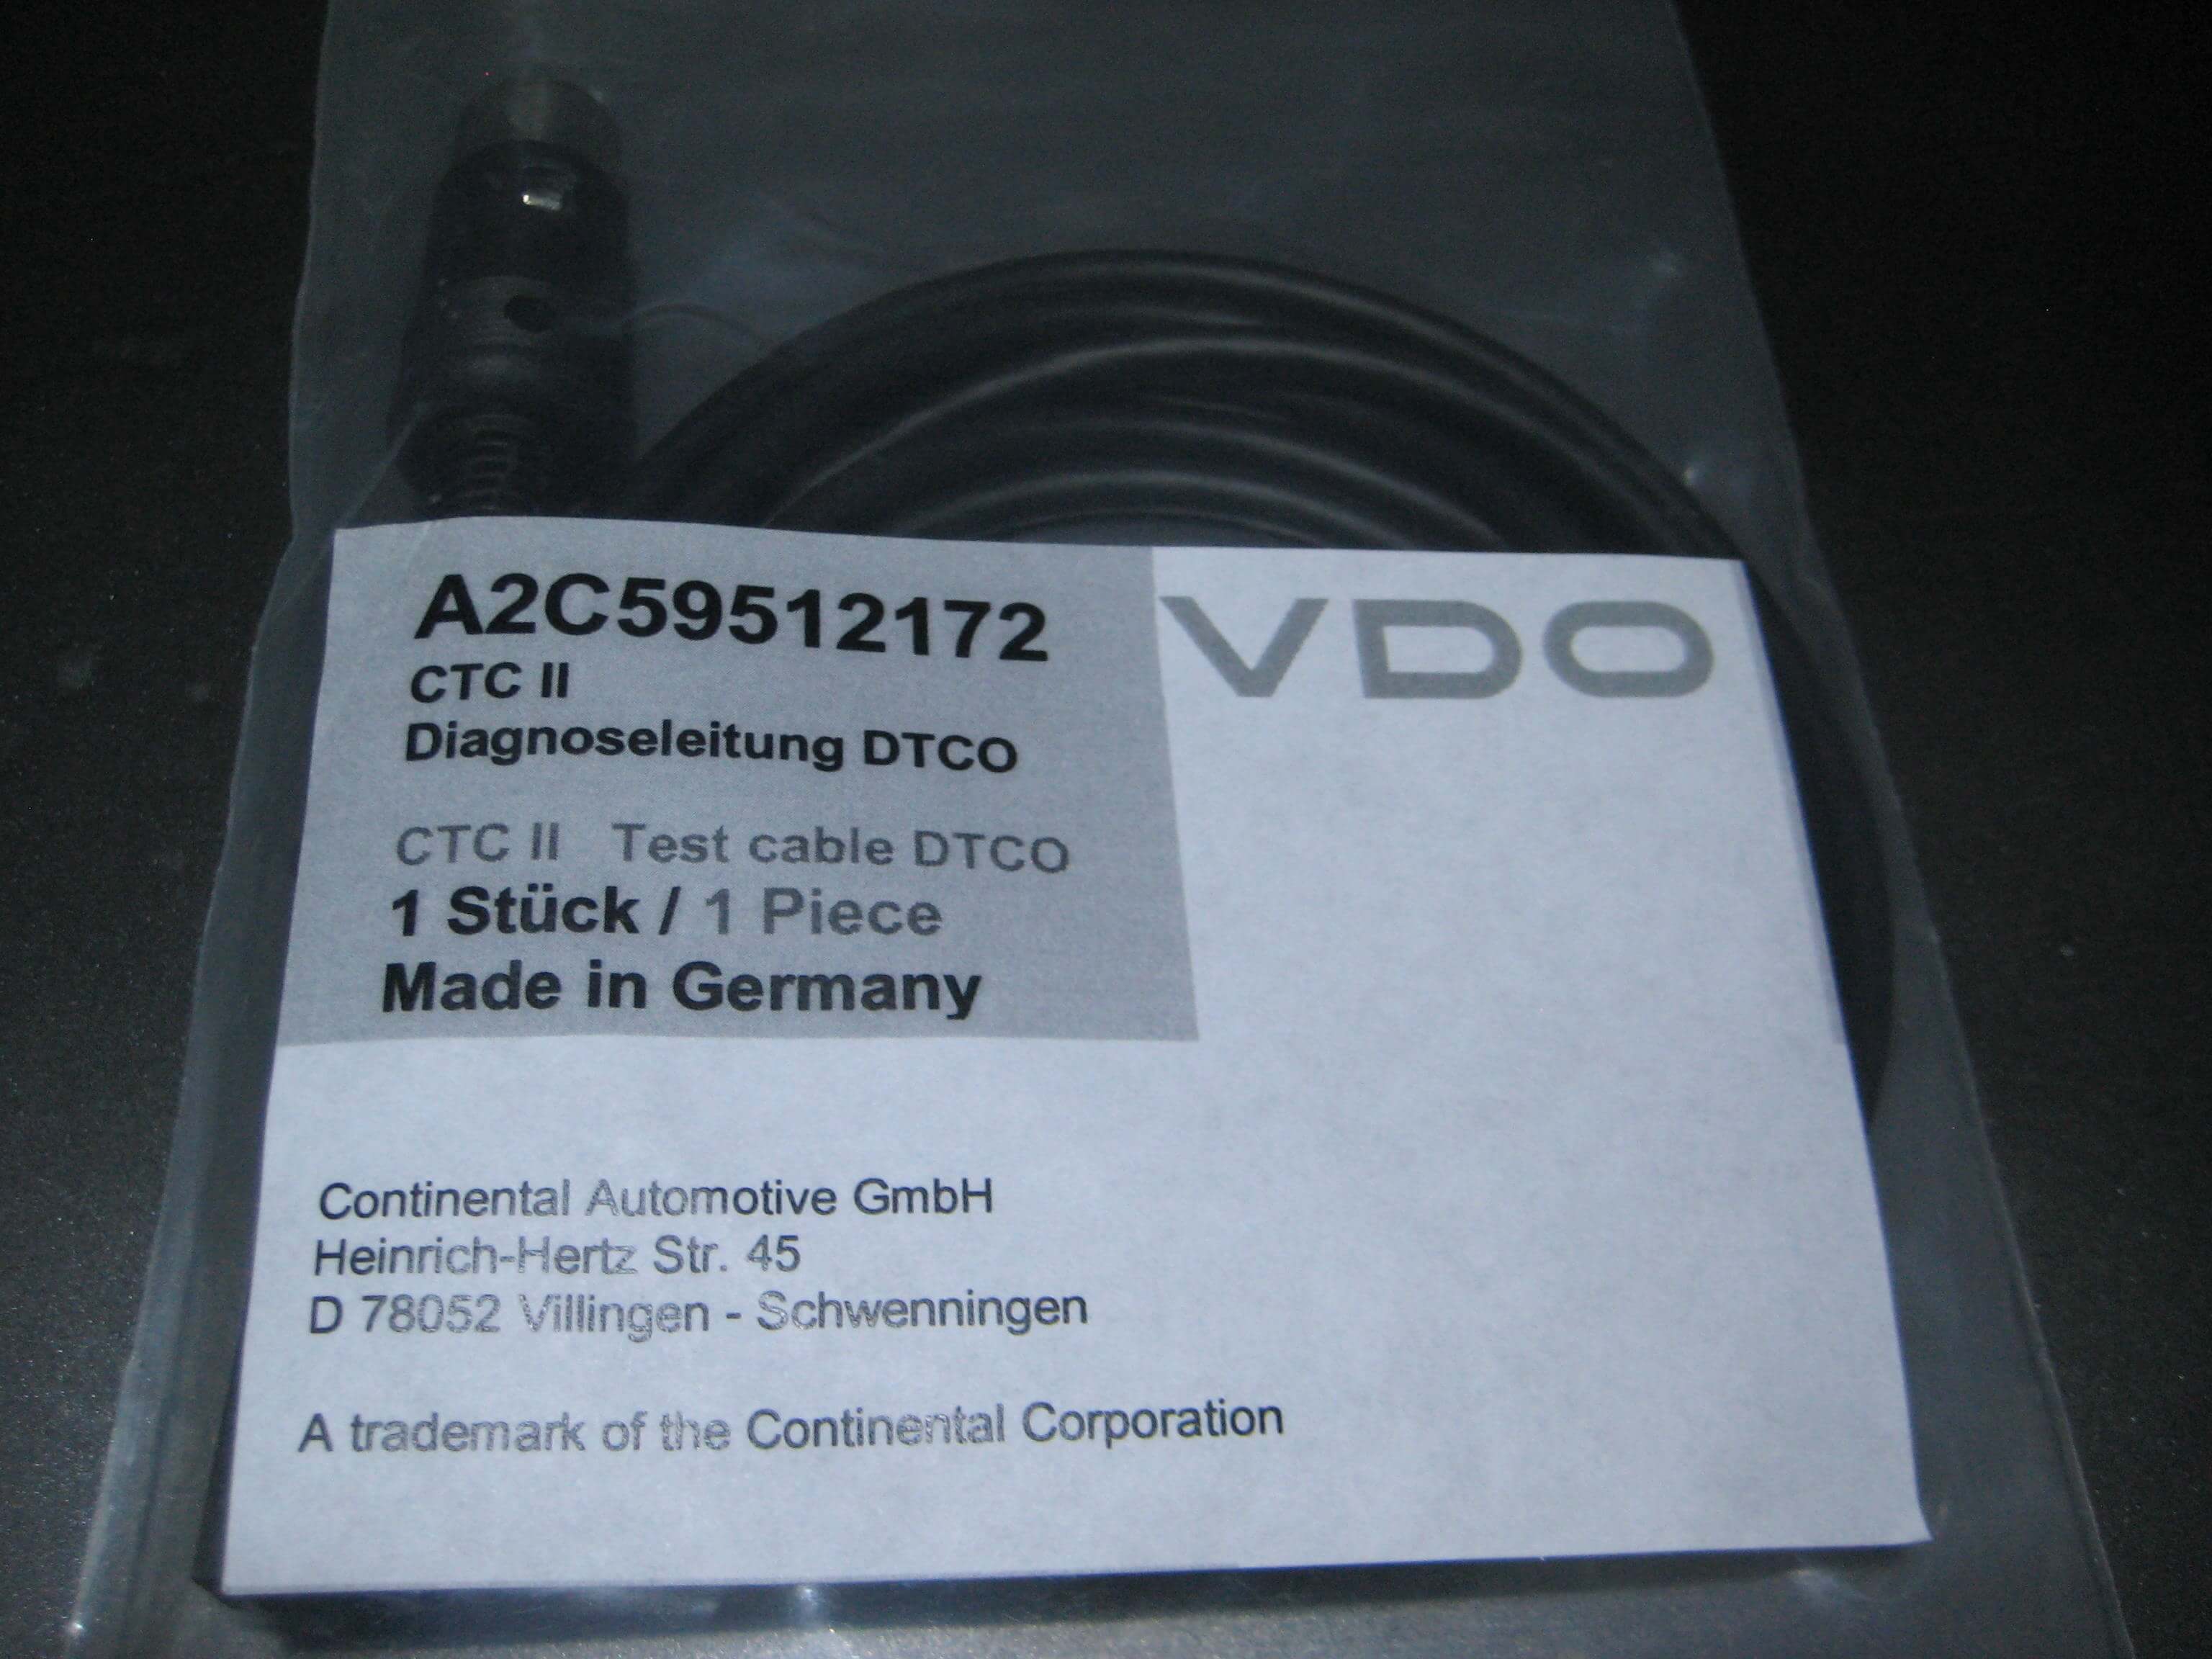 A2C59512172
VDO
CTC II
Diagnoseleitung DTCO
CTC II Test cable DTCO
1 Stück / 1 Piece
Made in Germany
Continental Automotive GmbH
Heinrich-Hertz Str. 45
D 78052 Villingen - Schwenningen
A trademark of the Continental Corporation